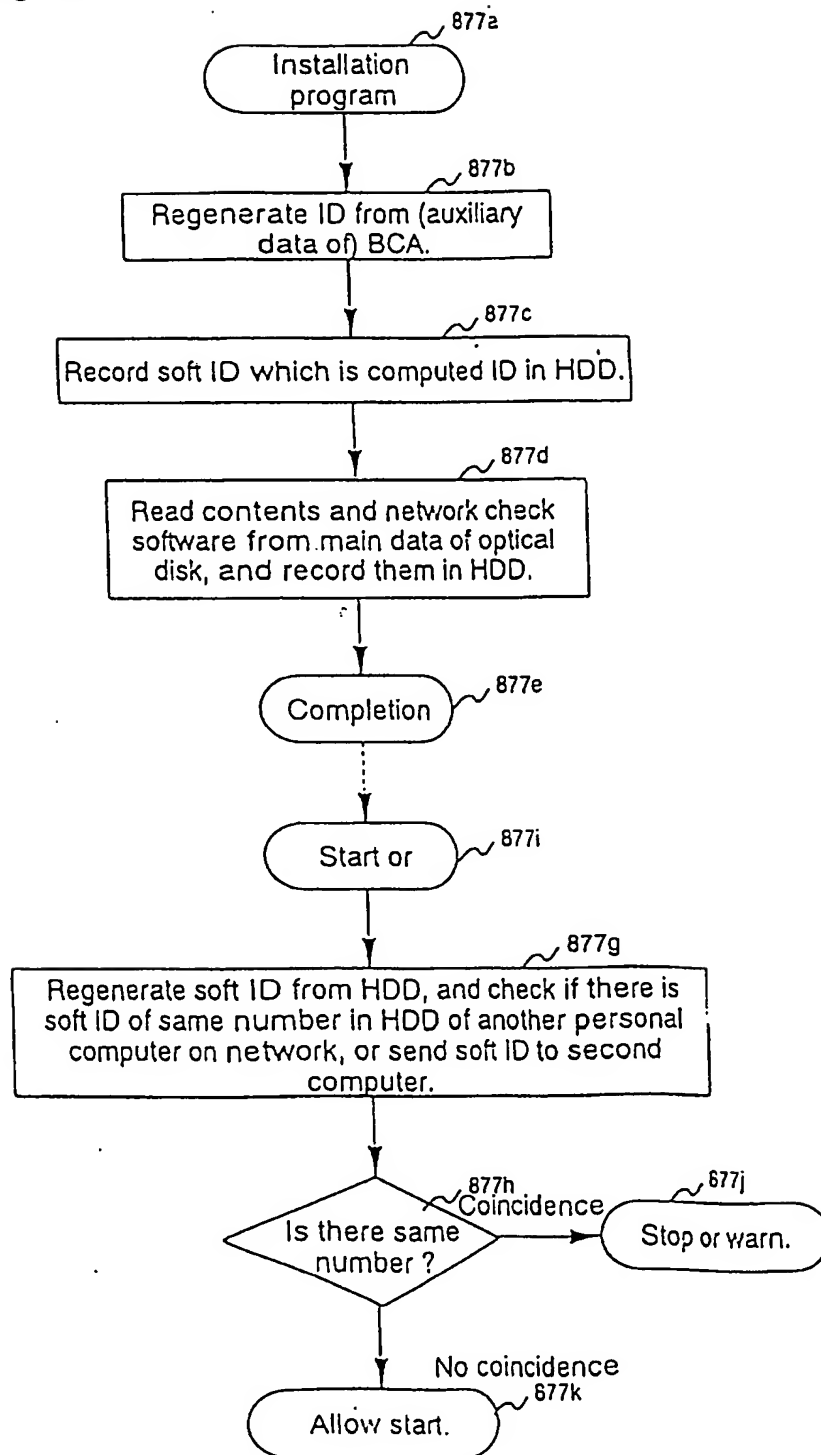 877a
Installation
program
877b
Regenerate ID from (auxiliary
data of) BCA.
877c
Record soft ID which is computed ID in HDD.
877d
Read contents and network check
software from main data of optical
disk, and record them in HDD.
877e
Completion
877i
Start or
877g
Regenerate soft ID from HDD, and check if there is
soft ID of same number in HDD of another personal
computer on network, or send soft ID to second
computer.
877h
Coincidence
877j
Is there same
number ?
Stop or warn.
No coincidence
877k
Allow start.